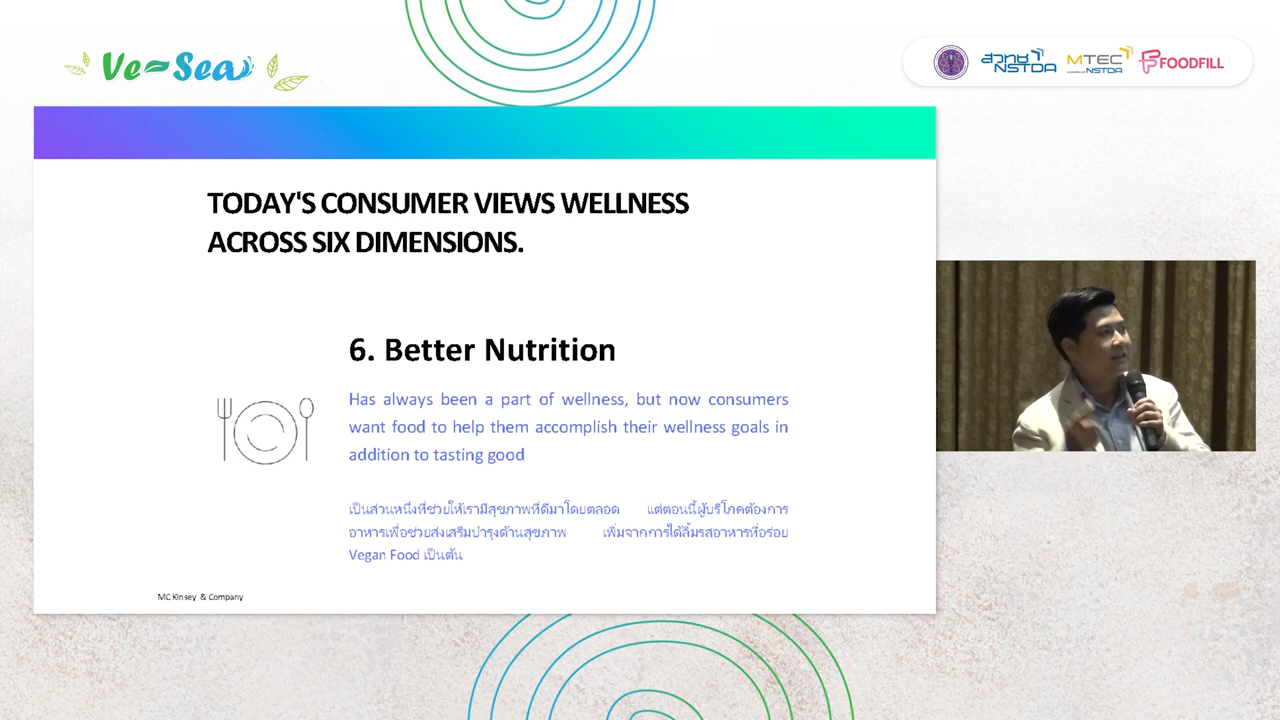 Ve-Sea
สวทช
NSTDA
MTEC
NSTDA
FOODFILL
TODAY'S CONSUMER VIEWS WELLNESS
ACROSS SIX DIMENSIONS.
6. Better Nutrition
Has always been a part of wellness, but now consumers
want food to help them accomplish their wellness goals in
addition to tasting good
เป็นส่วนหนึ่งที่ช่วยให้เรามีสุขภาพที่ดีมาโดยตลอด แต่ตอนนี้ผู้บริโภคต้องการ
อาหารเพื่อช่วยส่งเสริมบำรุงด้านสุขภาพ เพิ่มจากการได้ลิ้มรสอาหารที่อร่อย
Vegan Food เป็นต้น
MC Kinsey & Company